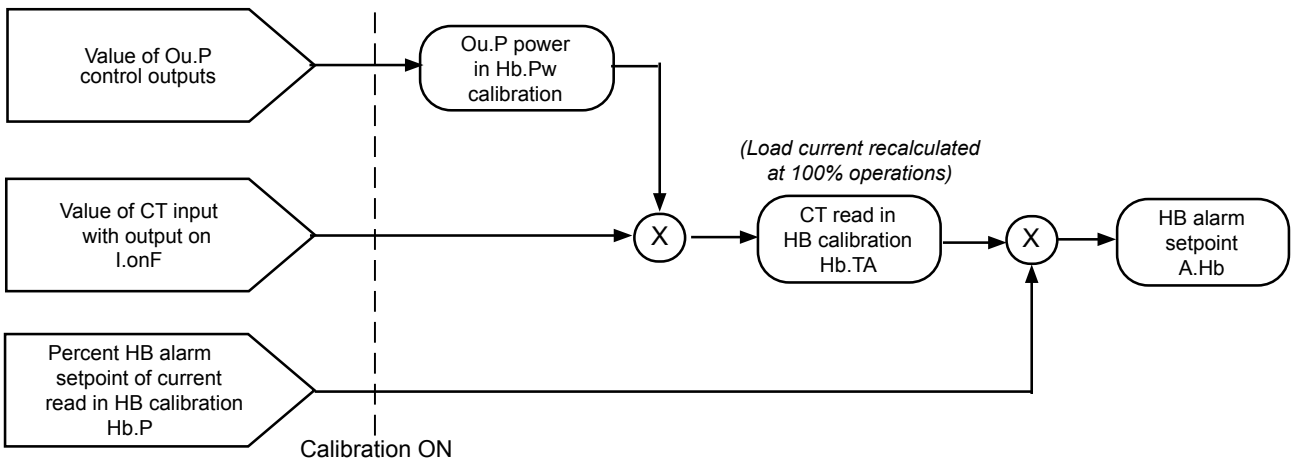 Value of Ou.P
control outputs
Ou.P power
in Hb.Pw
calibration
(Load current recalculated
at 100% operations)
Value of CT input
with output on
I.onF
X
CT read in
HB calibration
Hb.TA
X
HB alarm
setpoint
A.Hb
Percent HB alarm
setpoint of current
read in HB calibration
Hb.P
Calibration ON